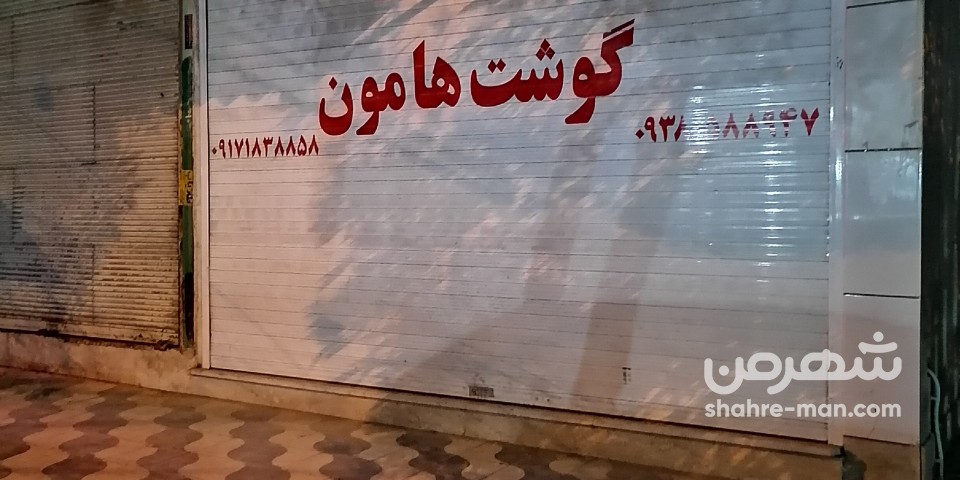 گوشت هامون
۰۹۱۷۱۸۳۸۸۵۸
شهرمن
shahre-man.com